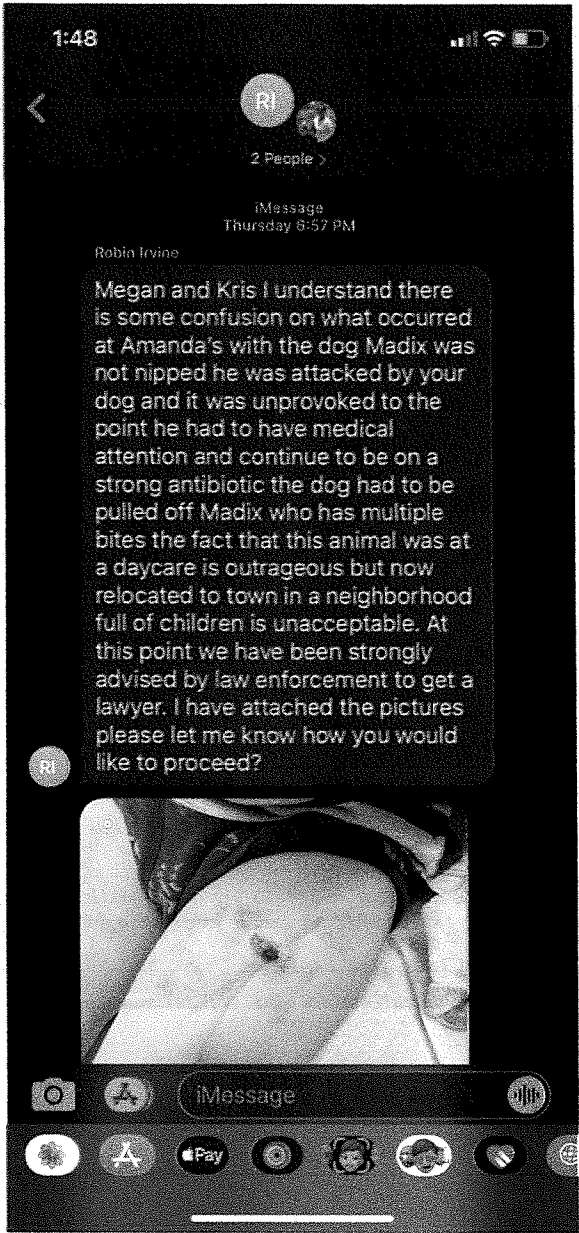 1:48
RI
2 People >
iMessage
Thursday 6:57 PM
Robin Irvine
Megan and Kris I understand there
is some confusion on what occurred
at Amanda's with the dog Madix was
not nipped he was attacked by your
dog and it was unprovoked to the
point he had to have medical
attention and continue to be on a
strong antibiotic the dog had to be
pulled off Madix who has multiple
bites the fact that this animal was at
a daycare is outrageous but now
relocated to town in a neighborhood
full of children is unacceptable. At
this point we have been strongly
advised by law enforcement to get a
lawyer. I have attached the pictures
please let me know how you would
like to proceed?
RI
iMessage
Pay